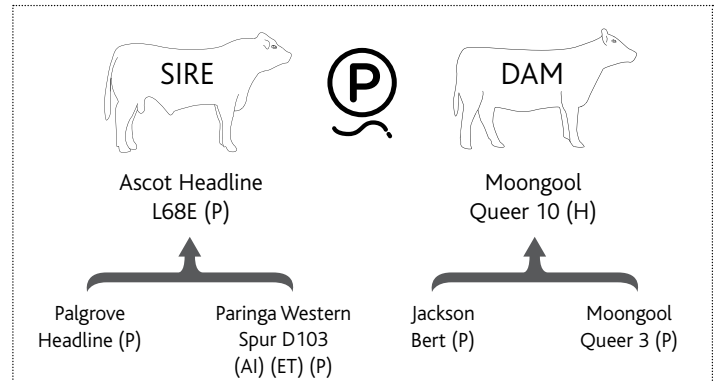 SIRE
P
DAM
Ascot Headline
L68E (P)
Moongool
Queer 10 (H)
Palgrove
Headline (P)
Paringa Western
Spur D103
(AI) (ET) (P)
Jackson
Bert (P)
Moongool
Queer 3 (P)